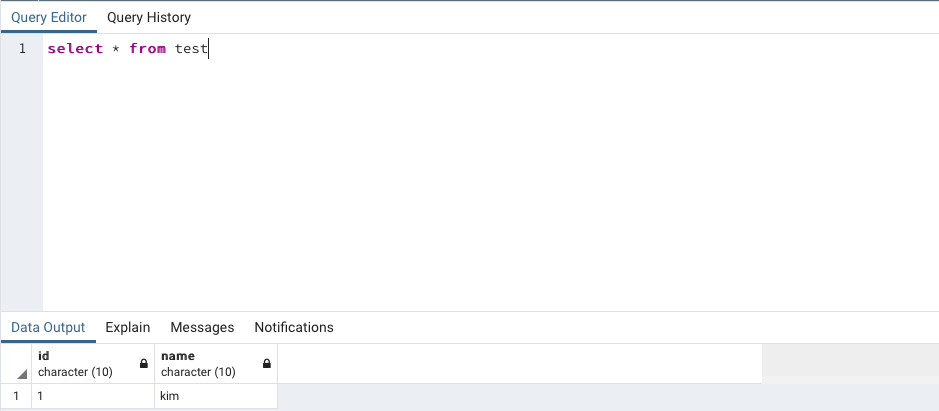 Query Editor Query History
1 select * from test
Data Output Explain Messages Notifications
id name
character (10) character (10)
1 1 kim